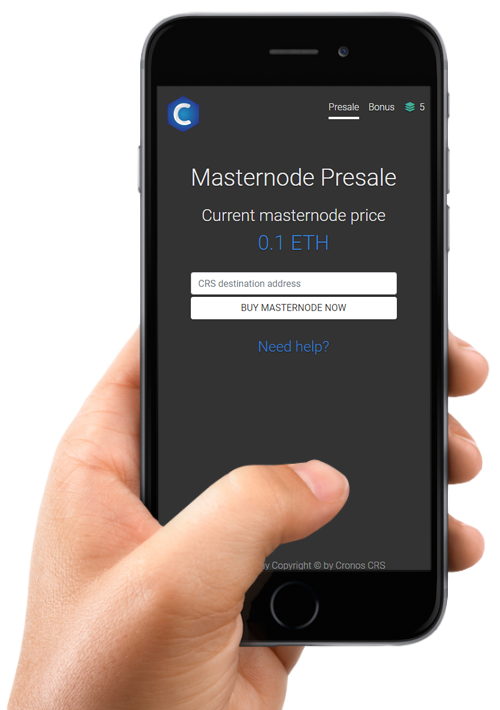 Presale Bonus 5
Masternode Presale
Current masternode price
0.1 ETH
CRS destination address
BUY MASTERNODE NOW
Need help?
Copyright © by Cronos CRS